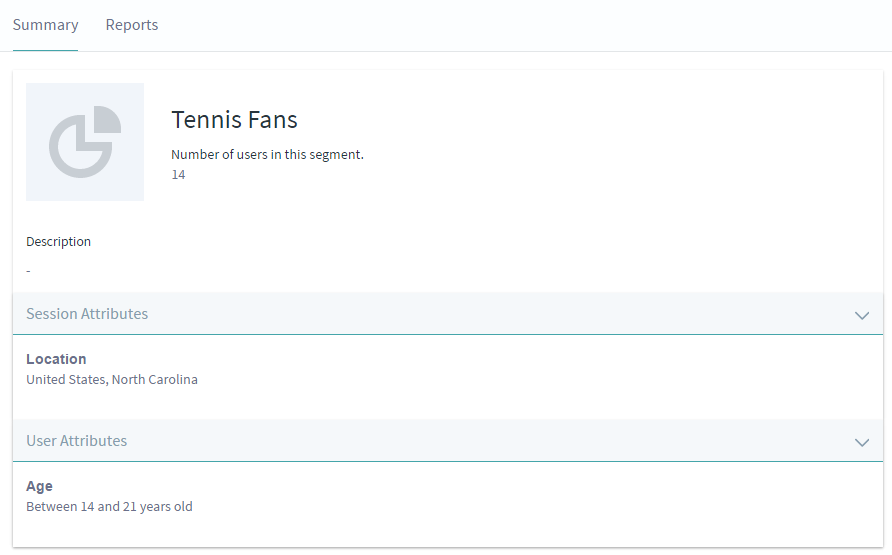 Summary Reports
Tennis Fans
Number of users in this segment.
14
Description
-
Session Attributes
Location
United States, North Carolina
User Attributes
Age
Between 14 and 21 years old